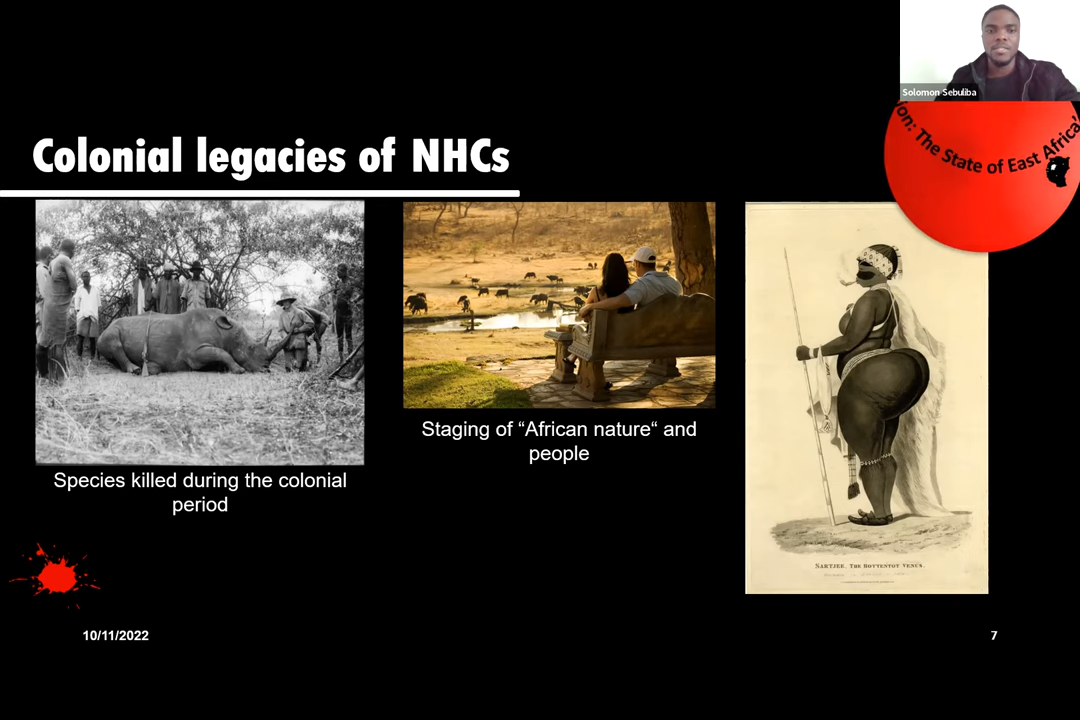 Solomon Sebuliba
ion: The State of East Africa'
Colonial legacies of NHCs
Species killed during the colonial
period
Staging of “African nature“ and
people
SARTJEE, THE HOTTENTOT VENUS.
10/11/2022
7